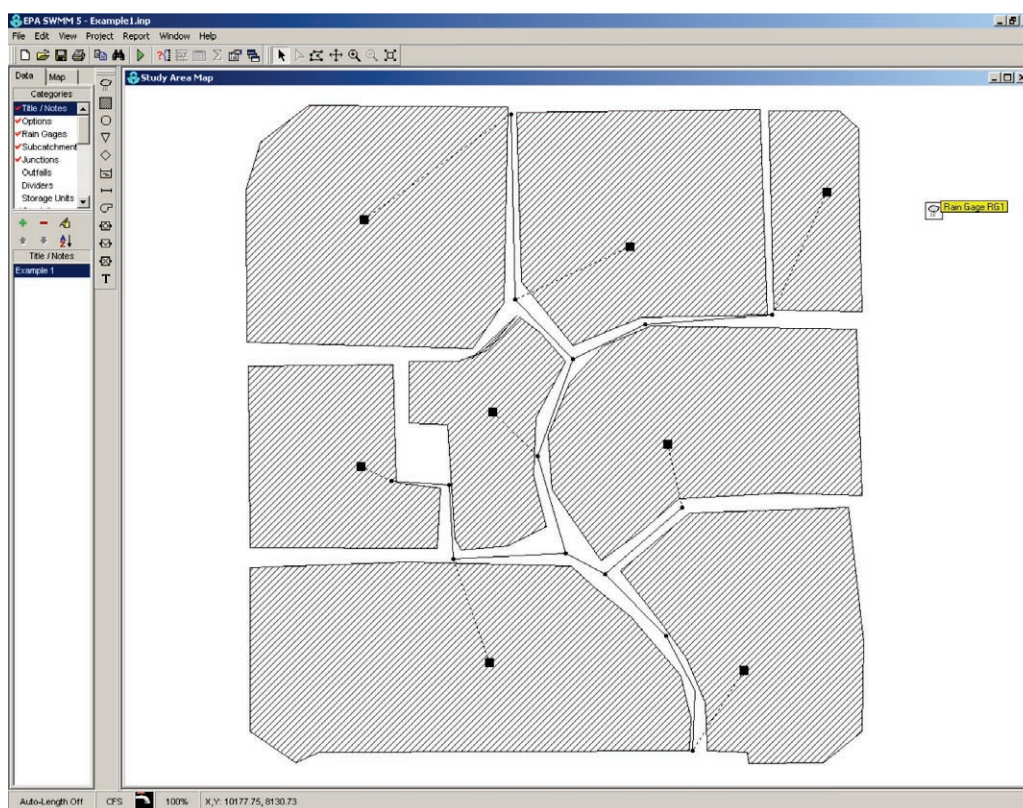 EPA SWMM 5 - Example1.inp
File Edit View Project Report Window Help
Data Map
Study Area Map
Categories
Title / Notes
Options
Rain Gages
Subcatchment
Junctions
Outfalls
Dividers
Storage Units
Title / Notes
Example 1
T
Rain Gage RG1
Auto-Length Off CFS 100% X,Y: 10177.75, 8130.73